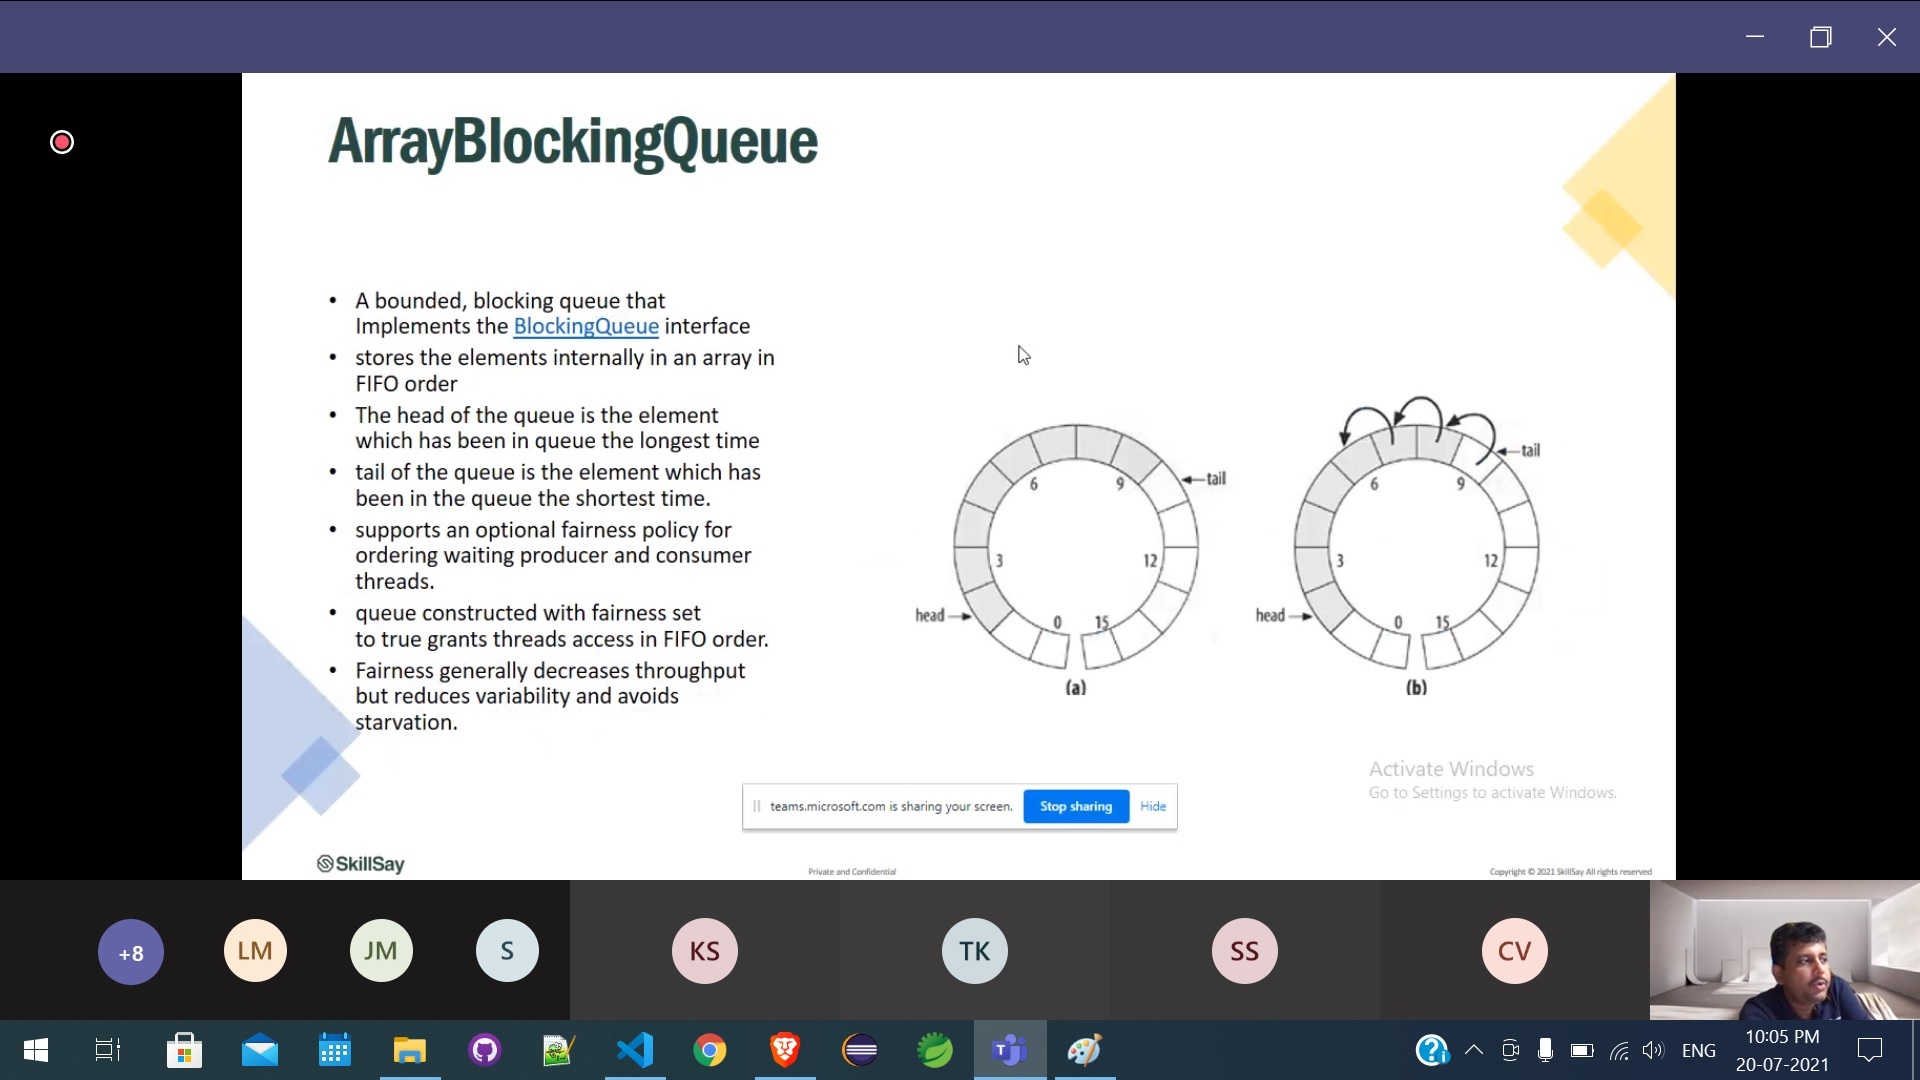 ArrayBlockingQueue
• A bounded, blocking queue that
Implements the BlockingQueue interface
• stores the elements internally in an array in
FIFO order
• The head of the queue is the element
which has been in queue the longest time
• tail of the queue is the element which has
been in the queue the shortest time.
• supports an optional fairness policy for
ordering waiting producer and consumer
threads.
• queue constructed with fairness set
to true grants threads access in FIFO order.
• Fairness generally decreases throughput
but reduces variability and avoids
starvation.
tail
6 9
3 12
head
0 15
(a)
tail
6 9
3 12
head
0 15
(b)
Activate Windows
Go to Settings to activate Windows.
teams.microsoft.com is sharing your screen. Stop sharing Hide
SkillSay
Private and Confidential
Copyright © 2021 SkillSay All rights reserved
+8 LM JM S KS TK SS CV
ENG
10:05 PM
20-07-2021